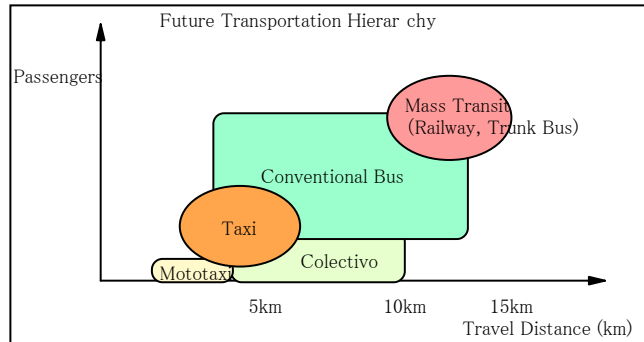 Future Transportation Hierar chy
Passengers
Mass Transit
(Railway, Trunk Bus)
Conventional Bus
Taxi
Colectivo
Mototaxi
5km 10km 15km
Travel Distance (km)